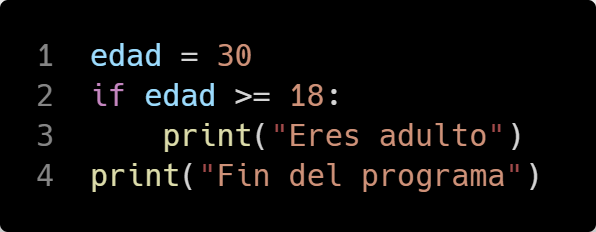 1 edad = 30
2 if edad >= 18:
3     print("Eres adulto")
4 print("Fin del programa")